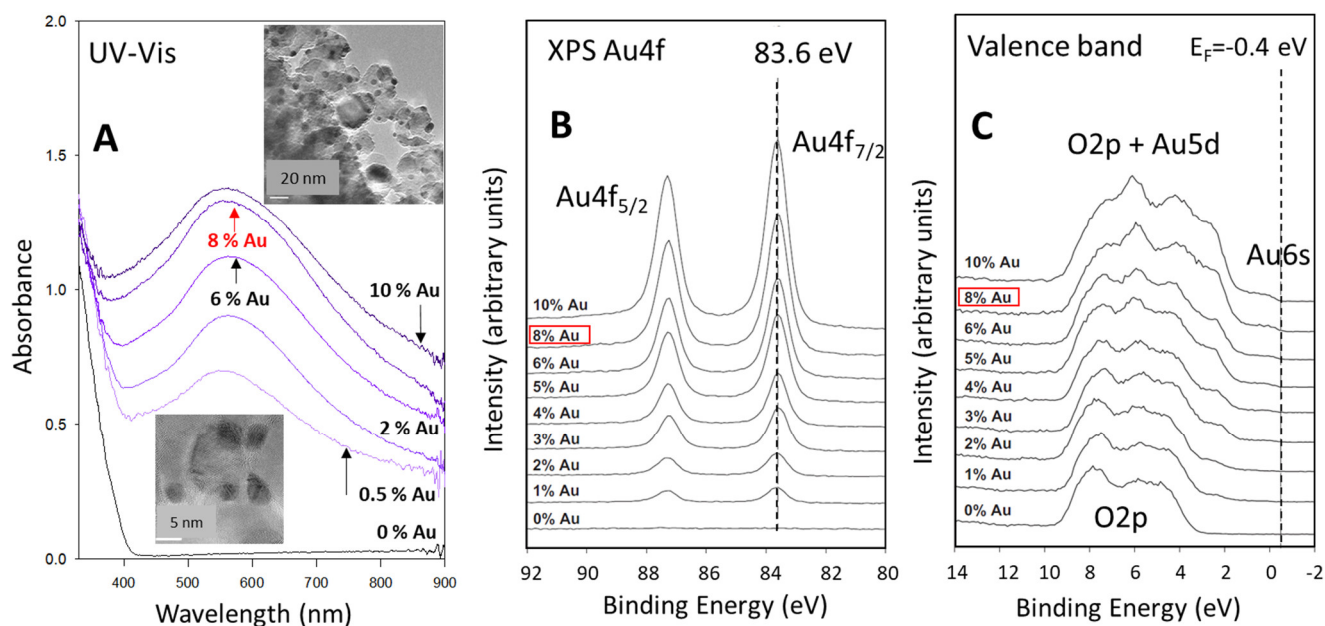 UV-Vis
A
20 nm
8 % Au
6 % Au
10 % Au
2 % Au
0.5 % Au
0 % Au
5 nm
2.0
1.5
1.0
0.5
0.0
Absorbance
400 500 600 700 800 900
Wavelength (nm)
XPS Au4f
83.6 eV
B
Au4f7/2
Au4f5/2
10% Au
8% Au
6% Au
5% Au
4% Au
3% Au
2% Au
1% Au
0% Au
Intensity (arbitrary units)
92 90 88 86 84 82 80
Binding Energy (eV)
Valence band
EF=-0.4 eV
C
O2p + Au5d
Au6s
10% Au
8% Au
6% Au
5% Au
4% Au
3% Au
2% Au
1% Au
0% Au
O2p
Intensity (arbitrary units)
14 12 10 8 6 4 2 0 -2
Binding Energy (eV)